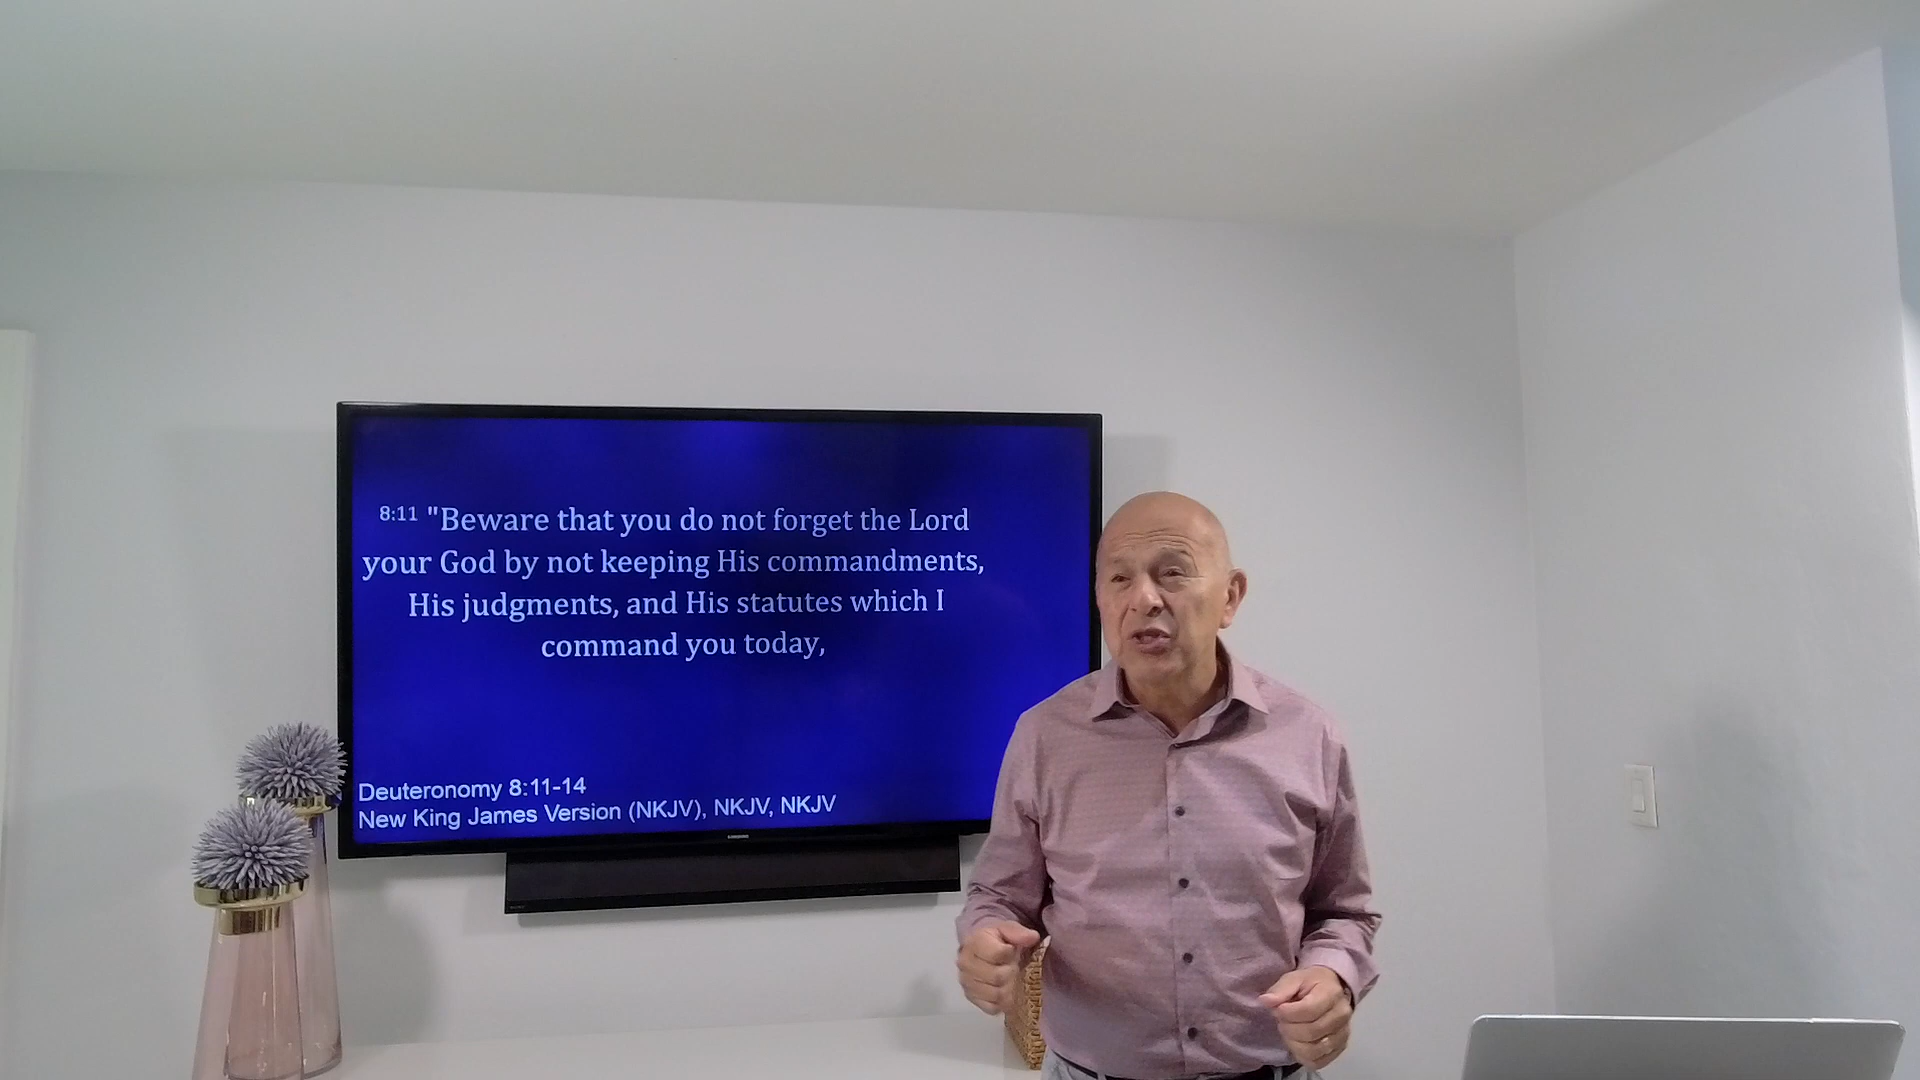 8:11 "Beware that you do not forget the Lord
your God by not keeping His commandments,
His judgments, and His statutes which I
command you today,
Deuteronomy 8:11-14
New King James Version (NKJV), NKJV, NKJV